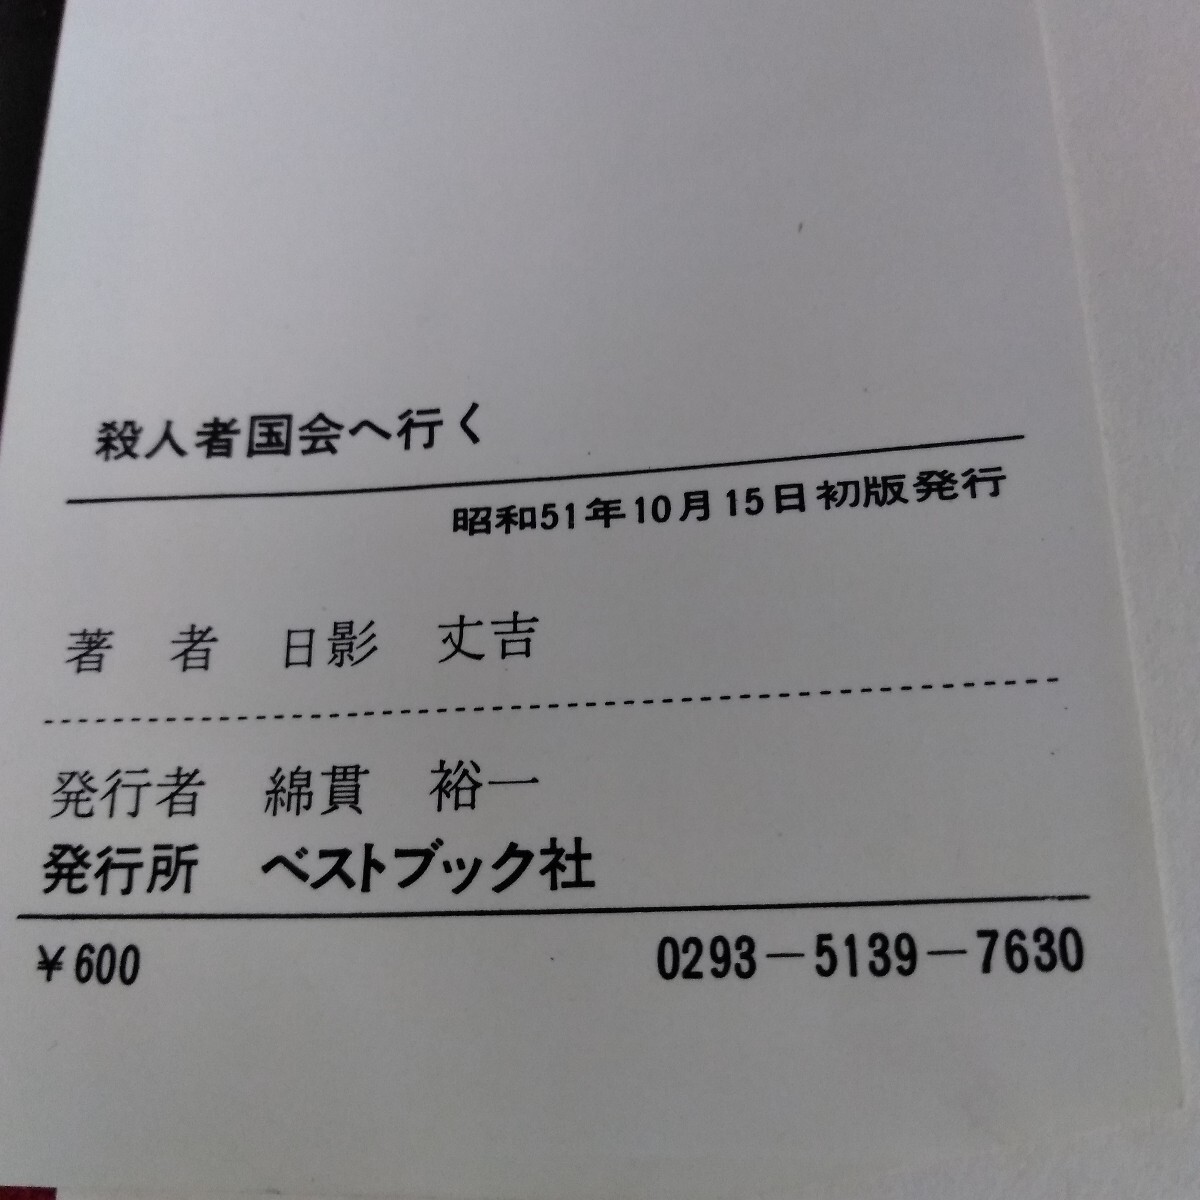 殺人者国会へ行く
昭和51年10月15日初版発行
著　者　日影　丈吉
発行者　綿貫　裕一
発行所　ベストブック社
¥600　0293－5139－7630